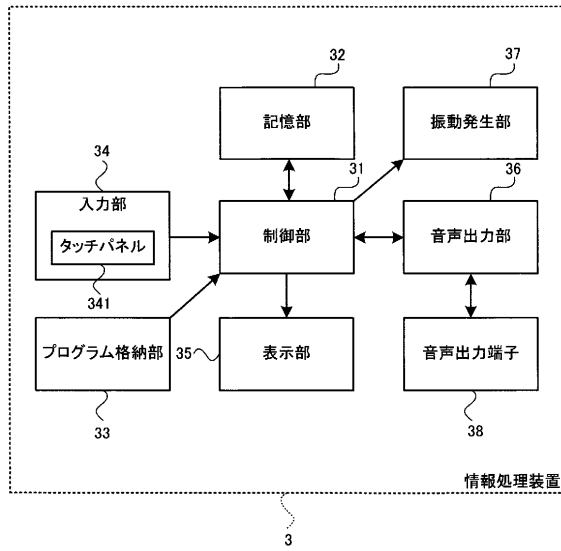 32
37
記憶部
振動発生部
34
31
36
入力部
タッチパネル
制御部
音声出力部
341
プログラム格納部
35
表示部
音声出力端子
33
38
情報処理装置
3